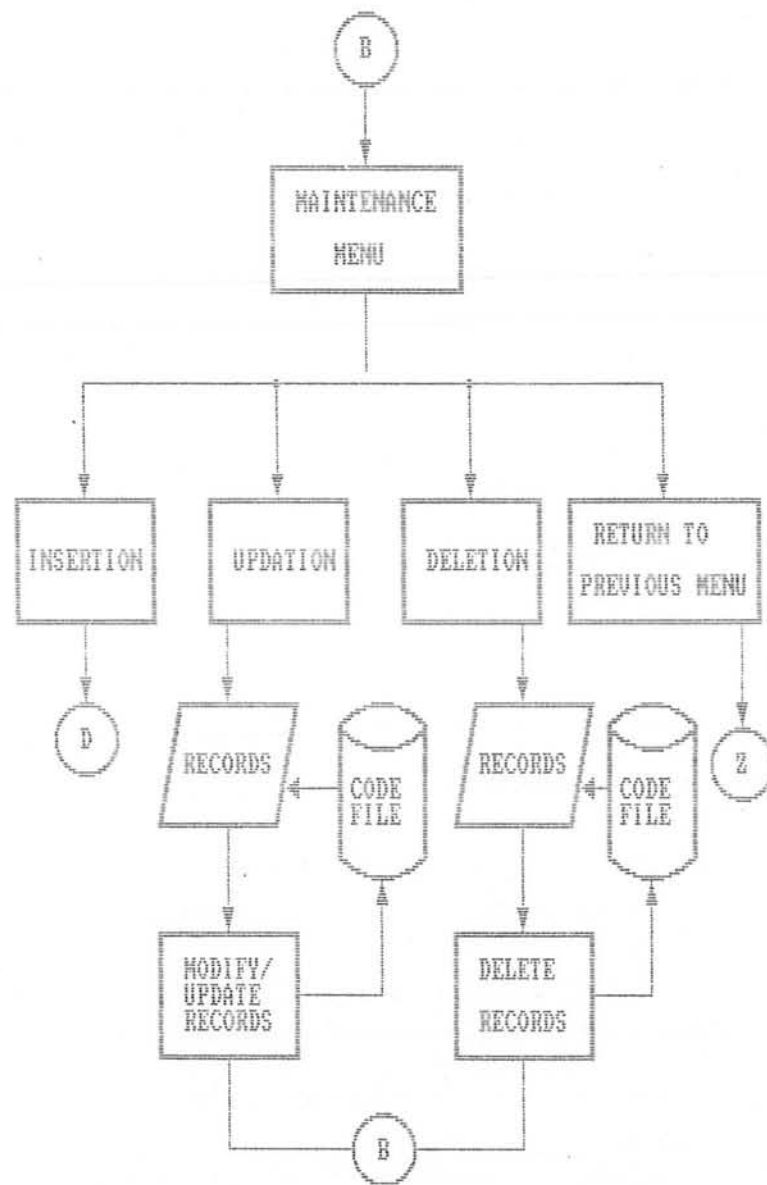 B
MAINTENANCE
MENU
INSERTION
UPDATION
DELETION
RETURN TO
PREVIOUS MENU
D
RECORDS
CODE
FILE
RECORDS
CODE
FILE
Z
MODIFY/
UPDATE
RECORDS
DELETE
RECORDS
B